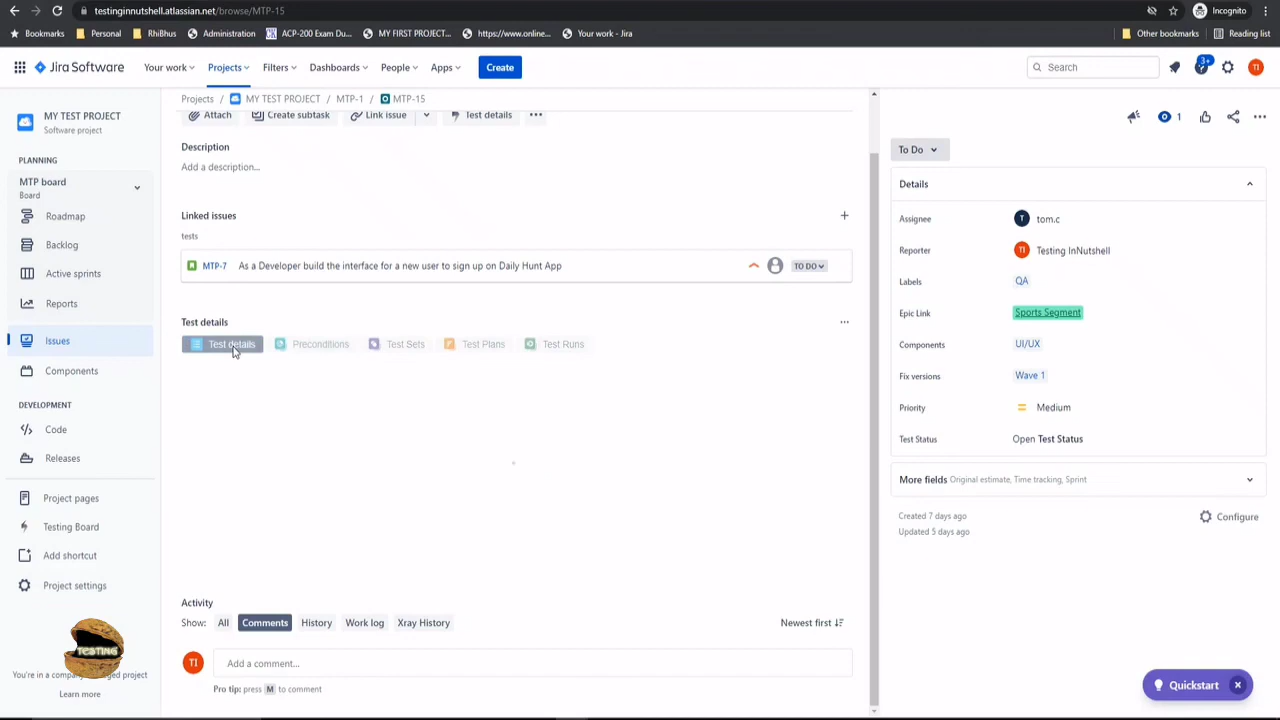 testinginnutshell.atlassian.net/browse/MTP-15
Incognito
Bookmarks Personal RhiBhus Administration ACP-200 Exam Du... MY FIRST PROJECT... https://www.online... Your work - Jira Other bookmarks Reading list
Jira Software Your work Projects Filters Dashboards People Apps Create Search 3+ TI
MY TEST PROJECT
Software project
PLANNING
MTP board
Board
Roadmap
Backlog
Active sprints
Reports
Issues
Components
DEVELOPMENT
Code
Releases
Project pages
Testing Board
Add shortcut
Project settings
TESTING
You're in a company-managed project
Learn more
Projects / MY TEST PROJECT / MTP-1 / MTP-15
Attach Create subtask Link issue Test details
Description
Add a description...
Linked issues
tests
MTP-7 As a Developer build the interface for a new user to sign up on Daily Hunt App TO DO
Test details
Test details Preconditions Test Sets Test Plans Test Runs
Activity
Show: All Comments History Work log Xray History Newest first
TI Add a comment...
Pro tip: press M to comment
1
To Do
Details
Assignee T tom.c
Reporter TI Testing InNutshell
Labels QA
Epic Link Sports Segment
Components UI/UX
Fix versions Wave 1
Priority Medium
Test Status Open Test Status
More fields Original estimate, Time tracking, Sprint
Created 7 days ago
Configure
Updated 5 days ago
Quickstart